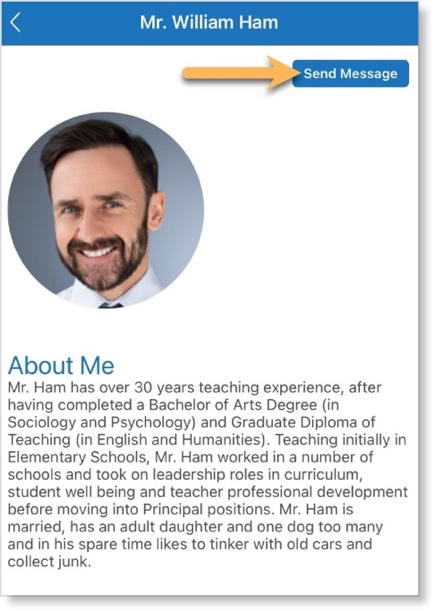 Mr. William Ham
Send Message
About Me
Mr. Ham has over 30 years teaching experience, after
having completed a Bachelor of Arts Degree (in
Sociology and Psychology) and Graduate Diploma of
Teaching (in English and Humanities). Teaching initially in
Elementary Schools, Mr. Ham worked in a number of
schools and took on leadership roles in curriculum,
student well being and teacher professional development
before moving into Principal positions. Mr. Ham is
married, has an adult daughter and one dog too many
and in his spare time likes to tinker with old cars and
collect junk.